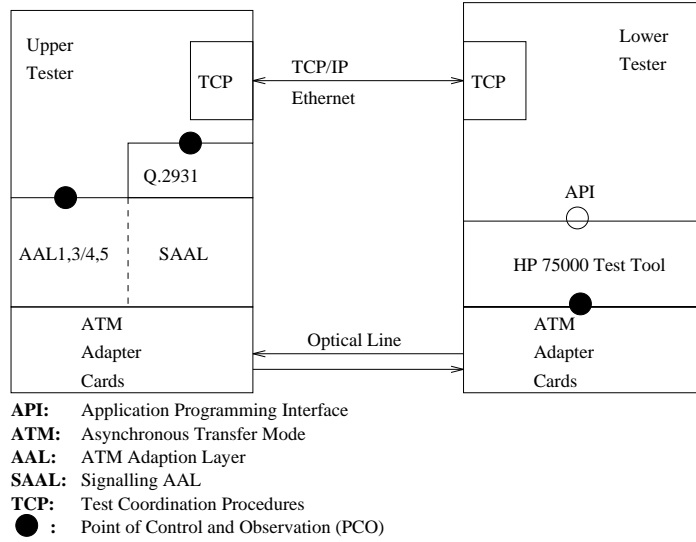 Upper
Tester
TCP
TCP/IP
Ethernet
TCP
Lower
Tester
Q.2931
API
AAL1,3/4,5
SAAL
HP 75000 Test Tool
ATM
Adapter
Cards
Optical Line
ATM
Adapter
Cards
API: Application Programming Interface
ATM: Asynchronous Transfer Mode
AAL: ATM Adaption Layer
SAAL: Signalling AAL
TCP: Test Coordination Procedures
: Point of Control and Observation (PCO)